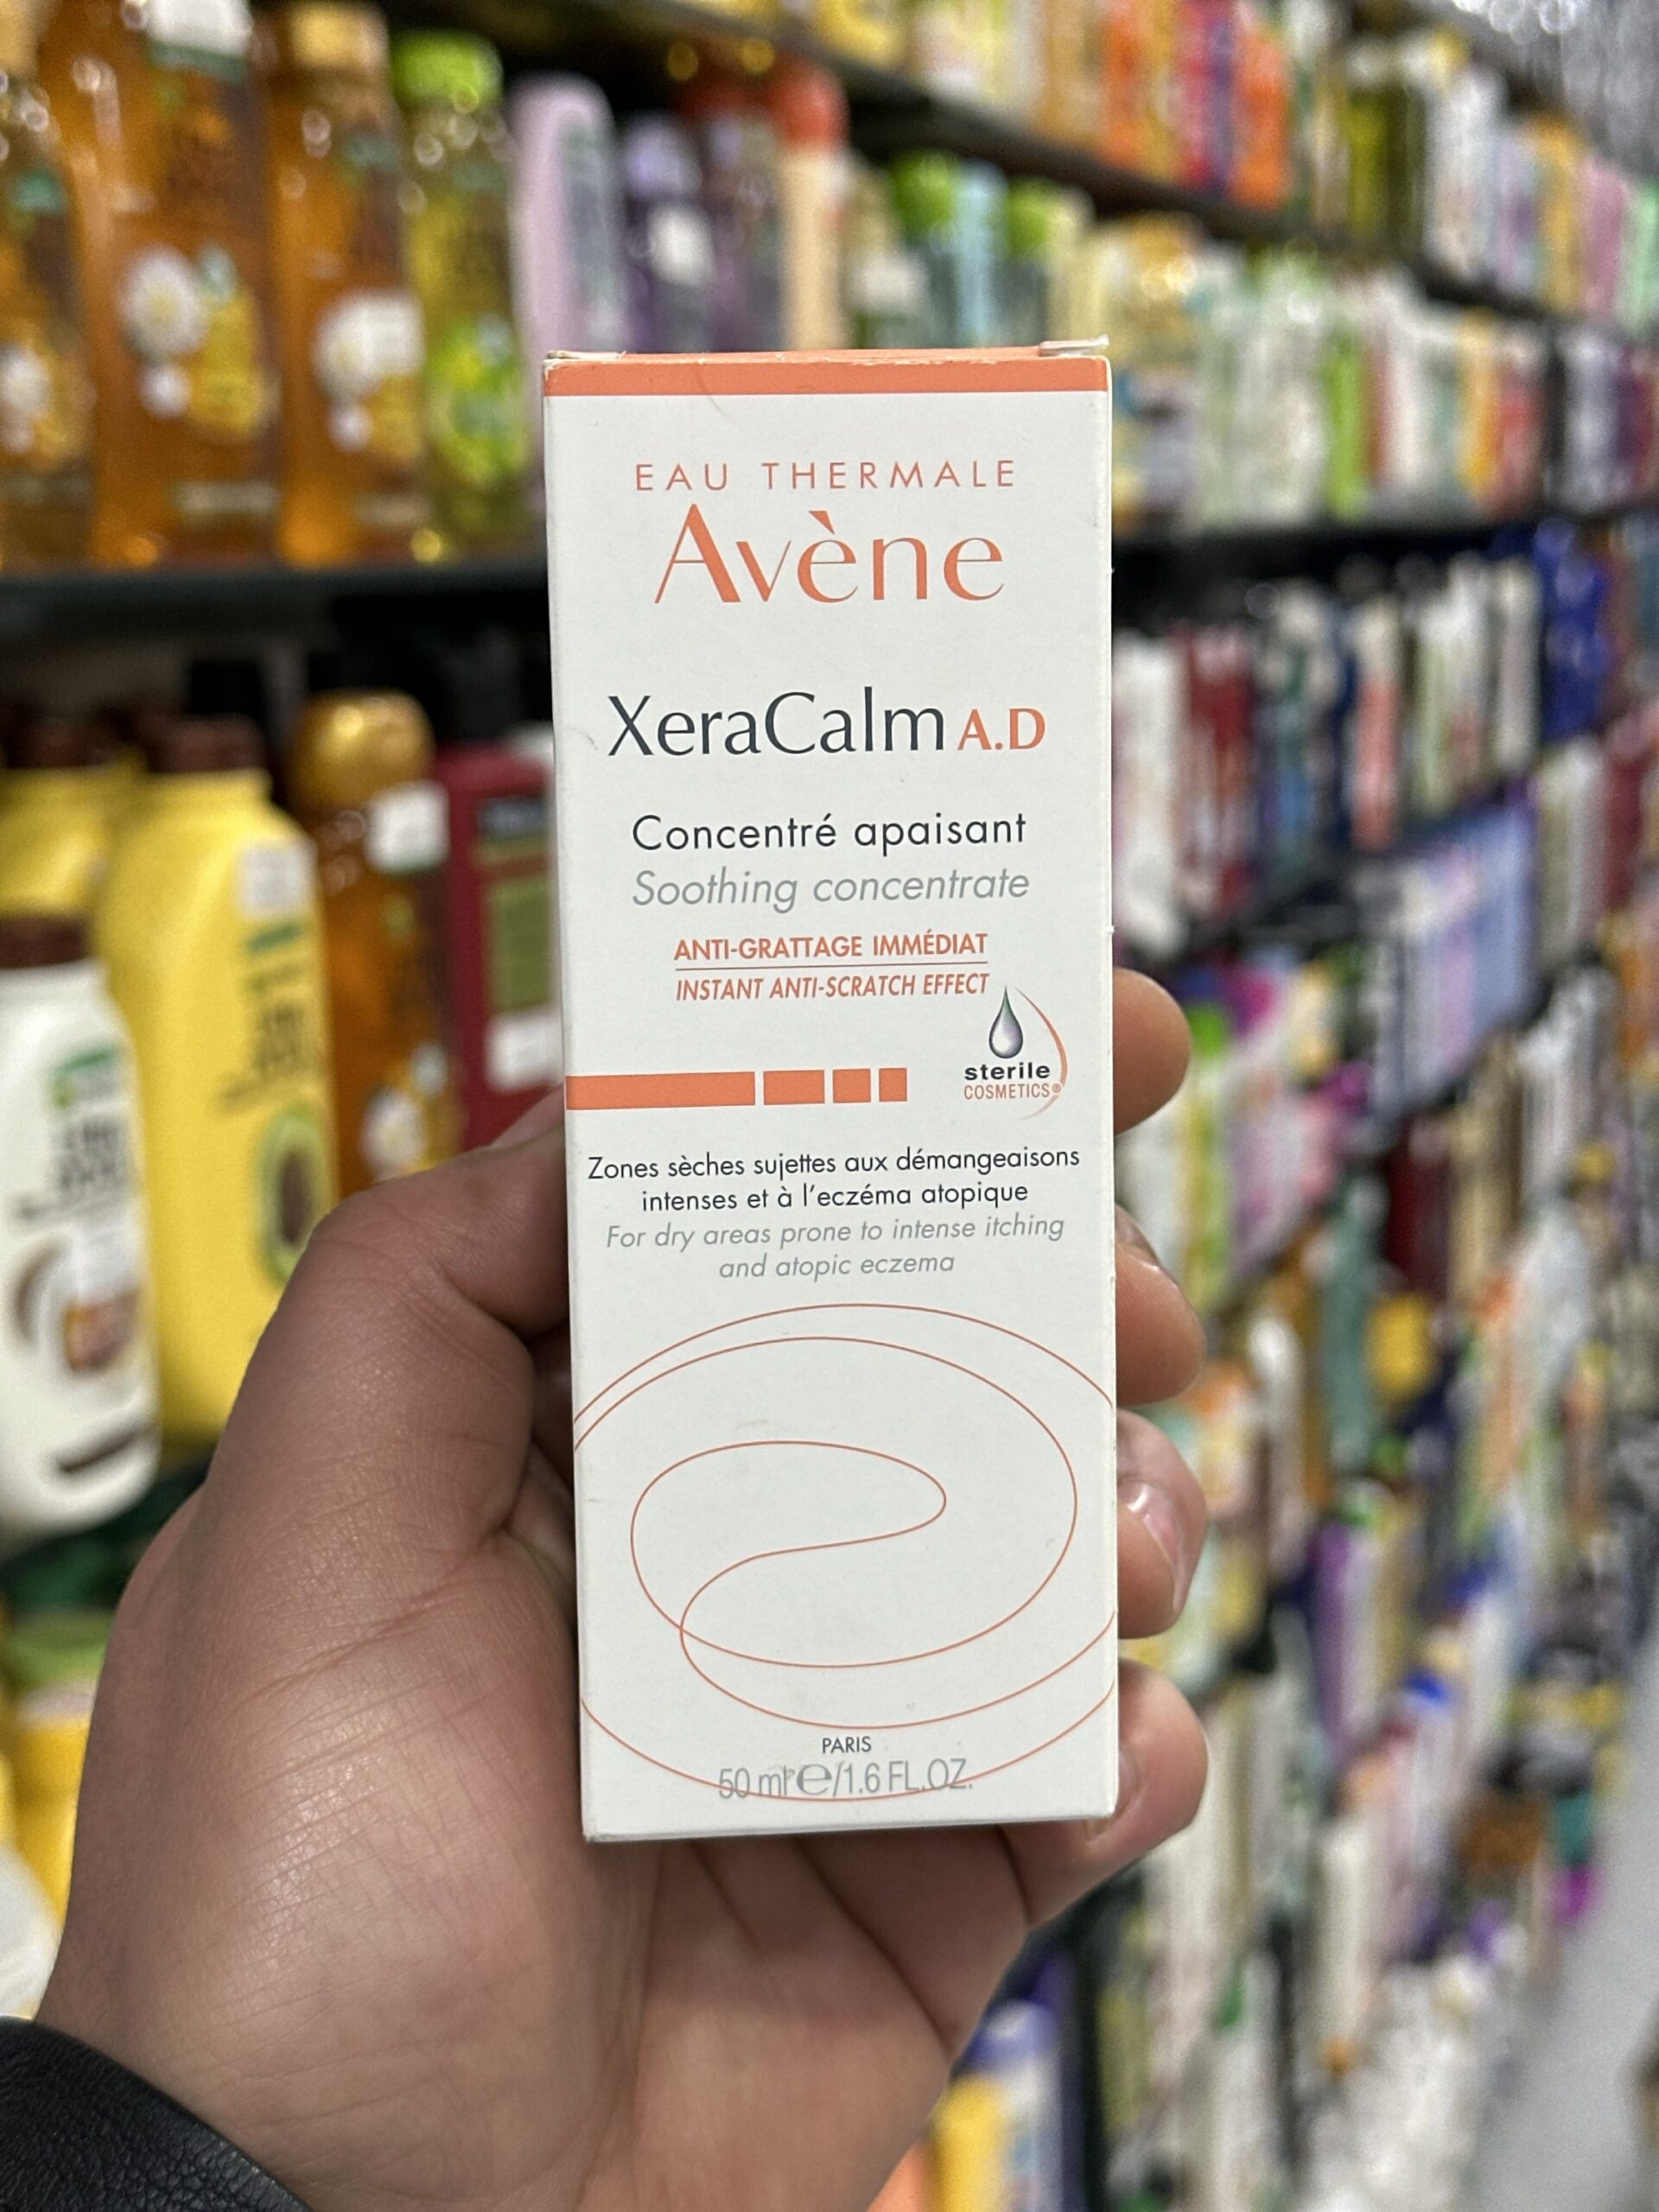 EAU THERMALE
Avène
XeraCalm A.D
Concentré apaisant
Soothing concentrate
ANTI-GRATTAGE IMMÉDIAT
INSTANT ANTI-SCRATCH EFFECT
sterile
COSMETICS®
Zones sèches sujettes aux démangeaisons
intenses et à l'eczéma atopique
For dry areas prone to intense itching
and atopic eczema
PARIS
50 ml e/1.6 FL.OZ.